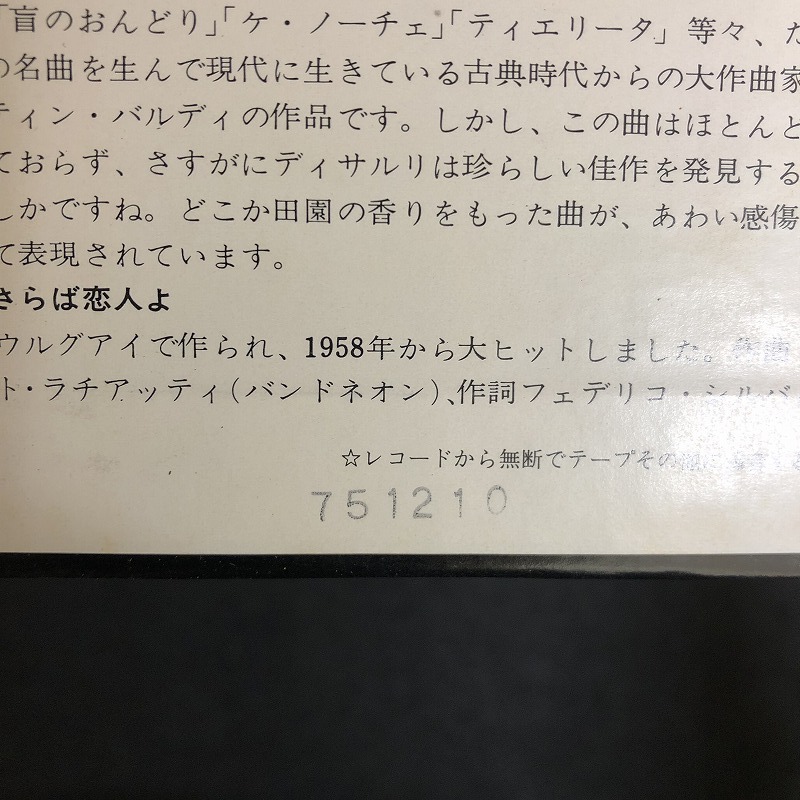 「盲のおんどり」「ケ・ノーチェ」「ティエリータ」等々、た
の名曲を生んで現代に生きている古典時代からの大作曲家
ティン・バルディの作品です。しかし、この曲はほとんど
ておらず、さすがにディサルリは珍らしい佳作を発見する
しかですね。どこか田園の香りをもった曲が、あわい感傷
て表現されています。
さらば恋人よ
ウルグアイで作られ、1958年から大ヒットしました。作曲
ト・ラチアッティ(バンドネオン)、作詞フェデリコ・シルバ
☆レコードから無断でテープその他に
751210